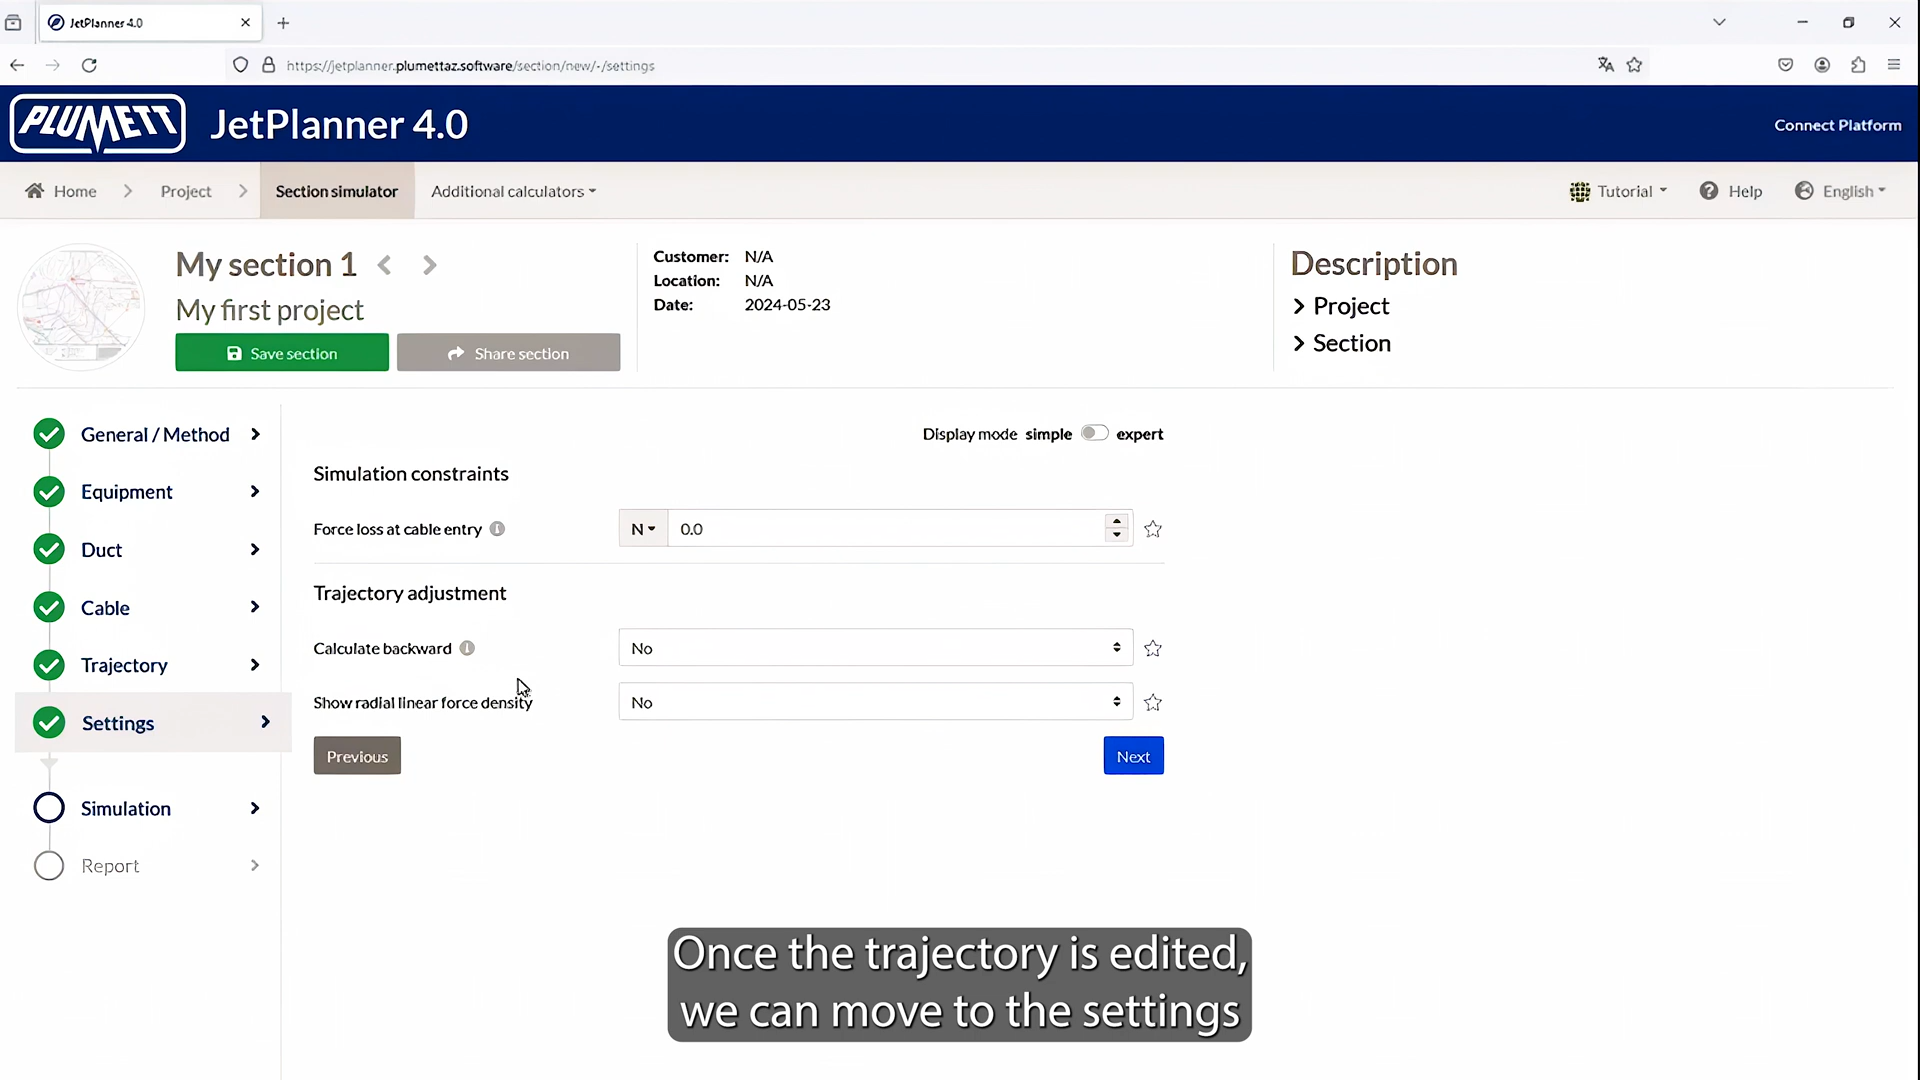 JetPlanner 4.0
https://jetplanner.plumettaz.software/section/new/-/settings
PLUMETT
JetPlanner 4.0
Connect Platform
Home
Project
Section simulator
Additional calculators
Tutorial
Help
English
My section 1
My first project
Save section
Share section
Customer: N/A
Location: N/A
Date: 2024-05-23
Description
Project
Section
General / Method
Equipment
Duct
Cable
Trajectory
Settings
Simulation
Report
Display mode simple expert
Simulation constraints
Force loss at cable entry
N
0.0
Trajectory adjustment
Calculate backward
No
Show radial linear force density
No
Previous
Next
Once the trajectory is edited,
we can move to the settings